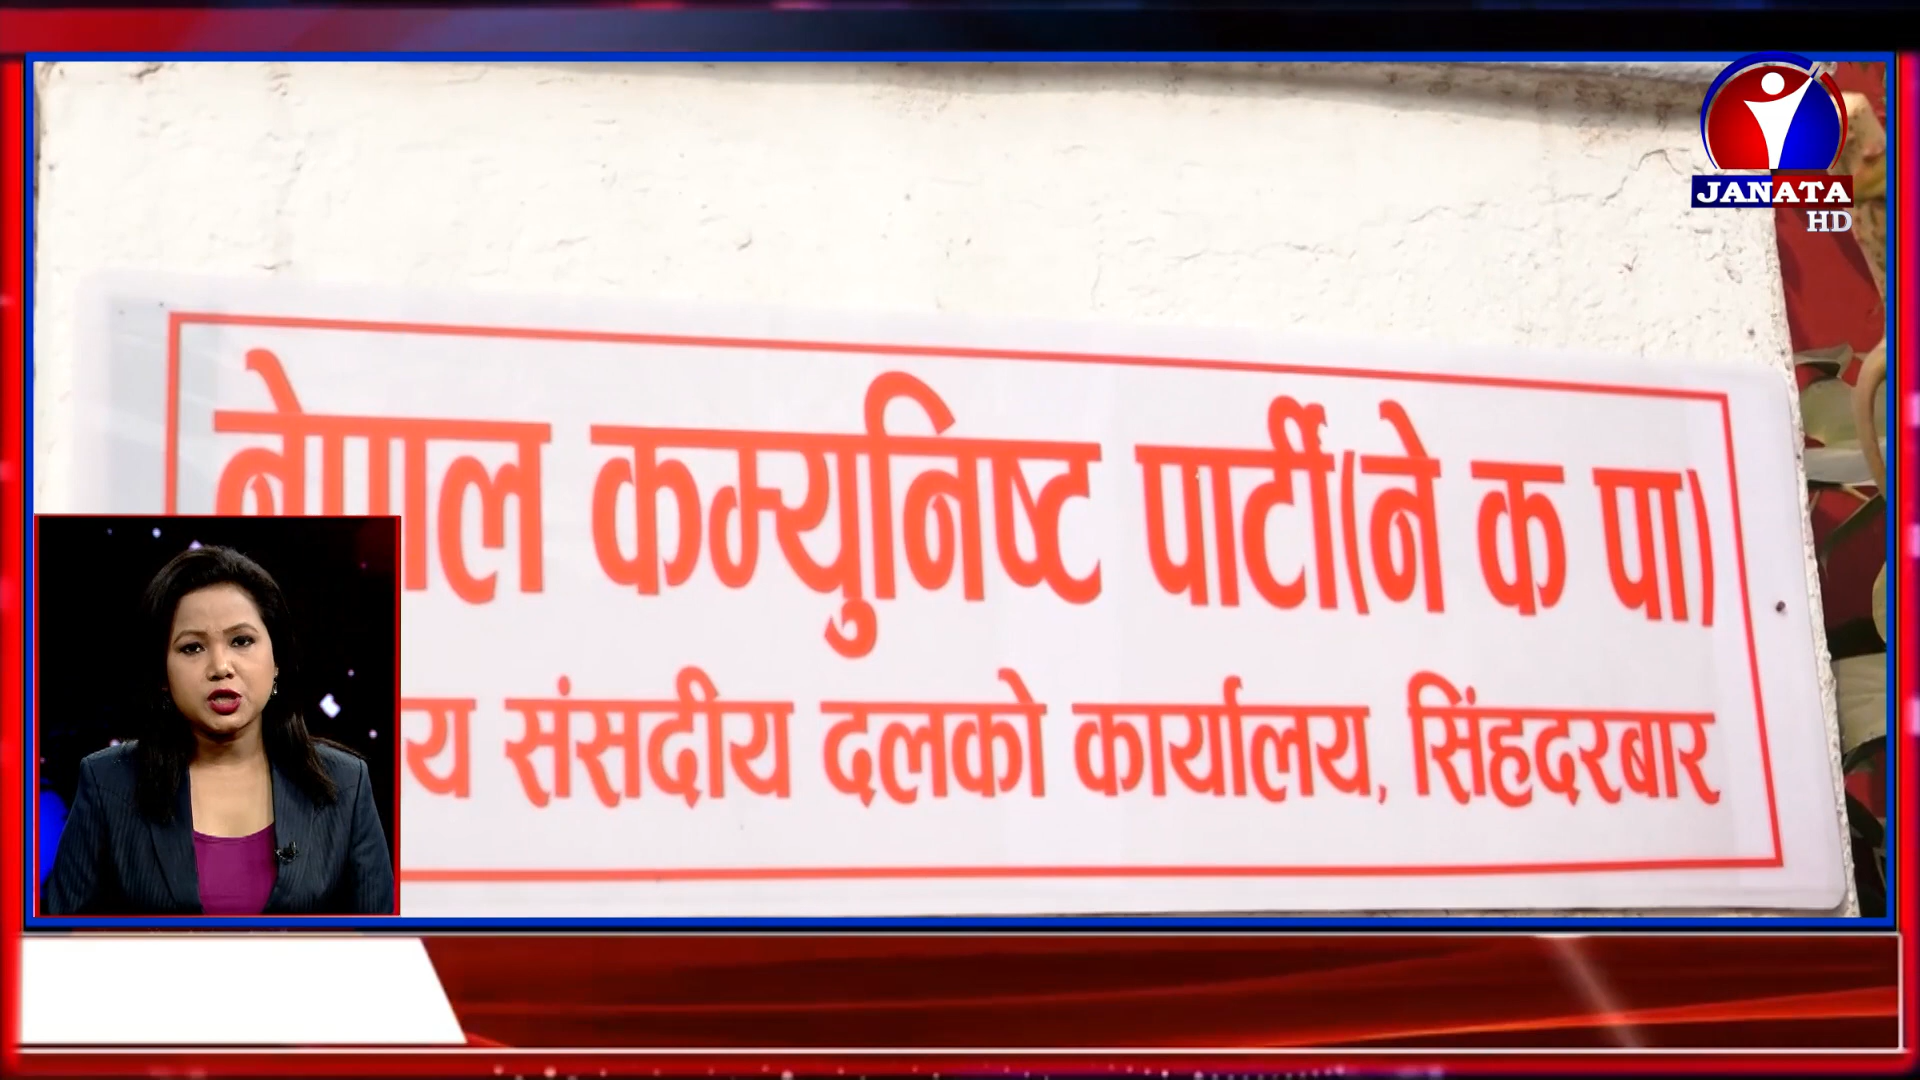 JANATA
HD
नेपाल कम्युनिष्ट पार्टी(ने क पा)
संसदीय दलको कार्यालय, सिंहदरबार